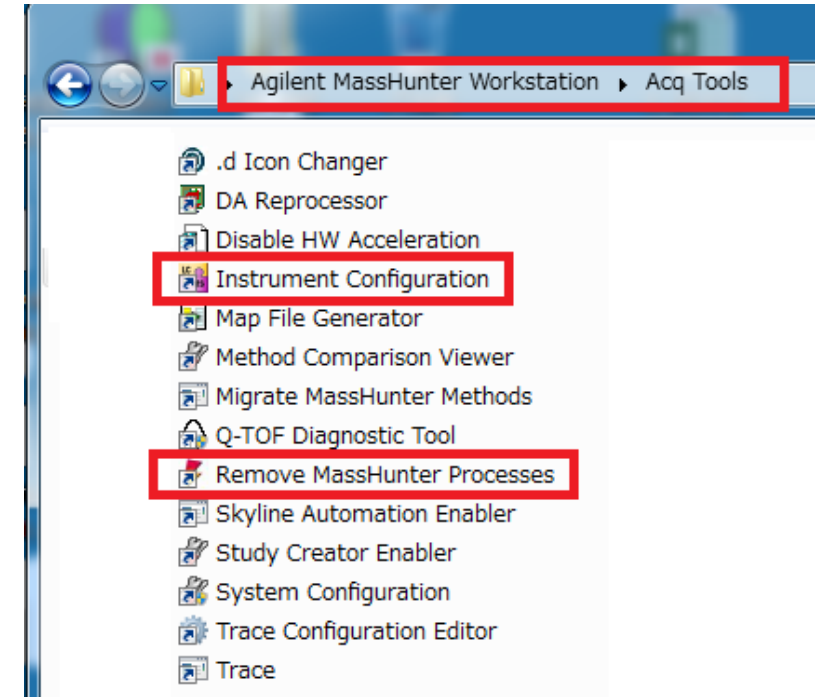 Agilent MassHunter Workstation ▸ Acq Tools
.d Icon Changer
DA Reprocessor
Disable HW Acceleration
Instrument Configuration
Map File Generator
Method Comparison Viewer
Migrate MassHunter Methods
Q-TOF Diagnostic Tool
Remove MassHunter Processes
Skyline Automation Enabler
Study Creator Enabler
System Configuration
Trace Configuration Editor
Trace